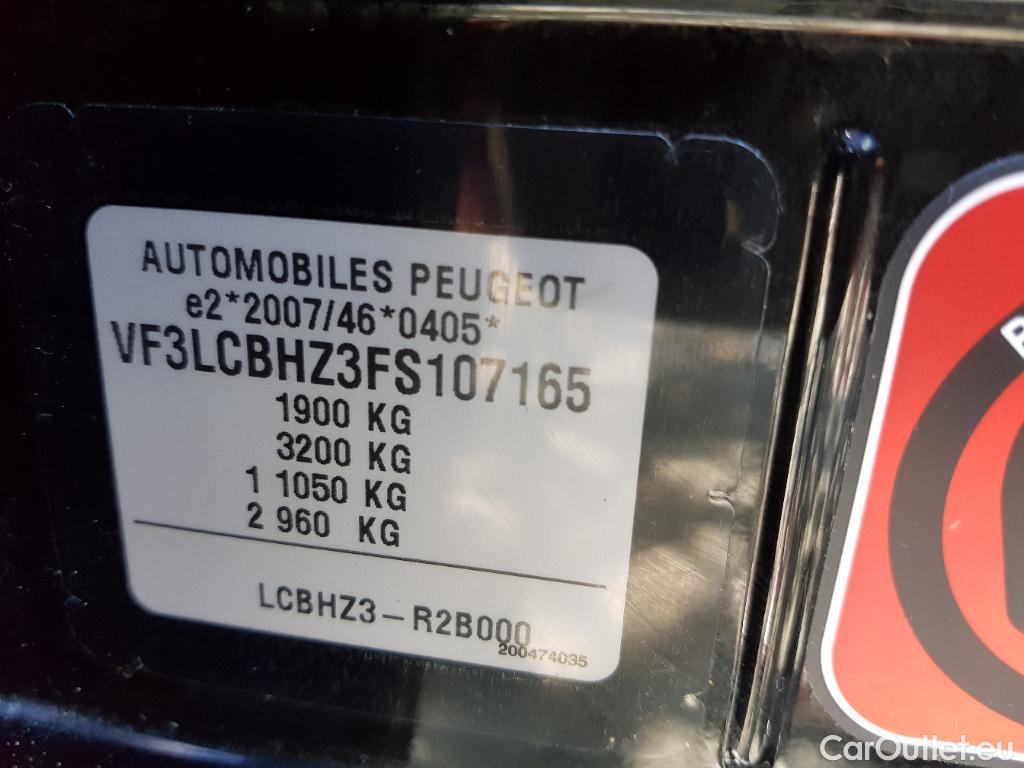 AUTOMOBILES PEUGEOT
e2*2007/46*0405*
VF3LCBHZ3FS107165
1900 KG
3200 KG
1 1050 KG
2 960 KG
LCBHZ3-R2B000
200474035
CarOutlet.eu